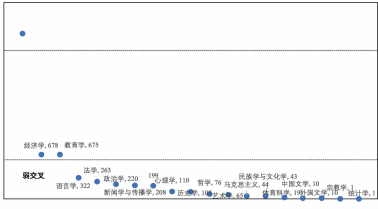 经济学, 678
教育学, 675
弱交叉
语言学, 322
法学, 263
政治学, 220
新闻与传播学, 208
199
心理学, 110
历史学, 10
哲学, 76
艺术学, 65
马克思主义, 44
民族学与文化学, 43
体育科学, 19
中国文学, 10
外国文学, 10
宗教学, 1
统计学, 1